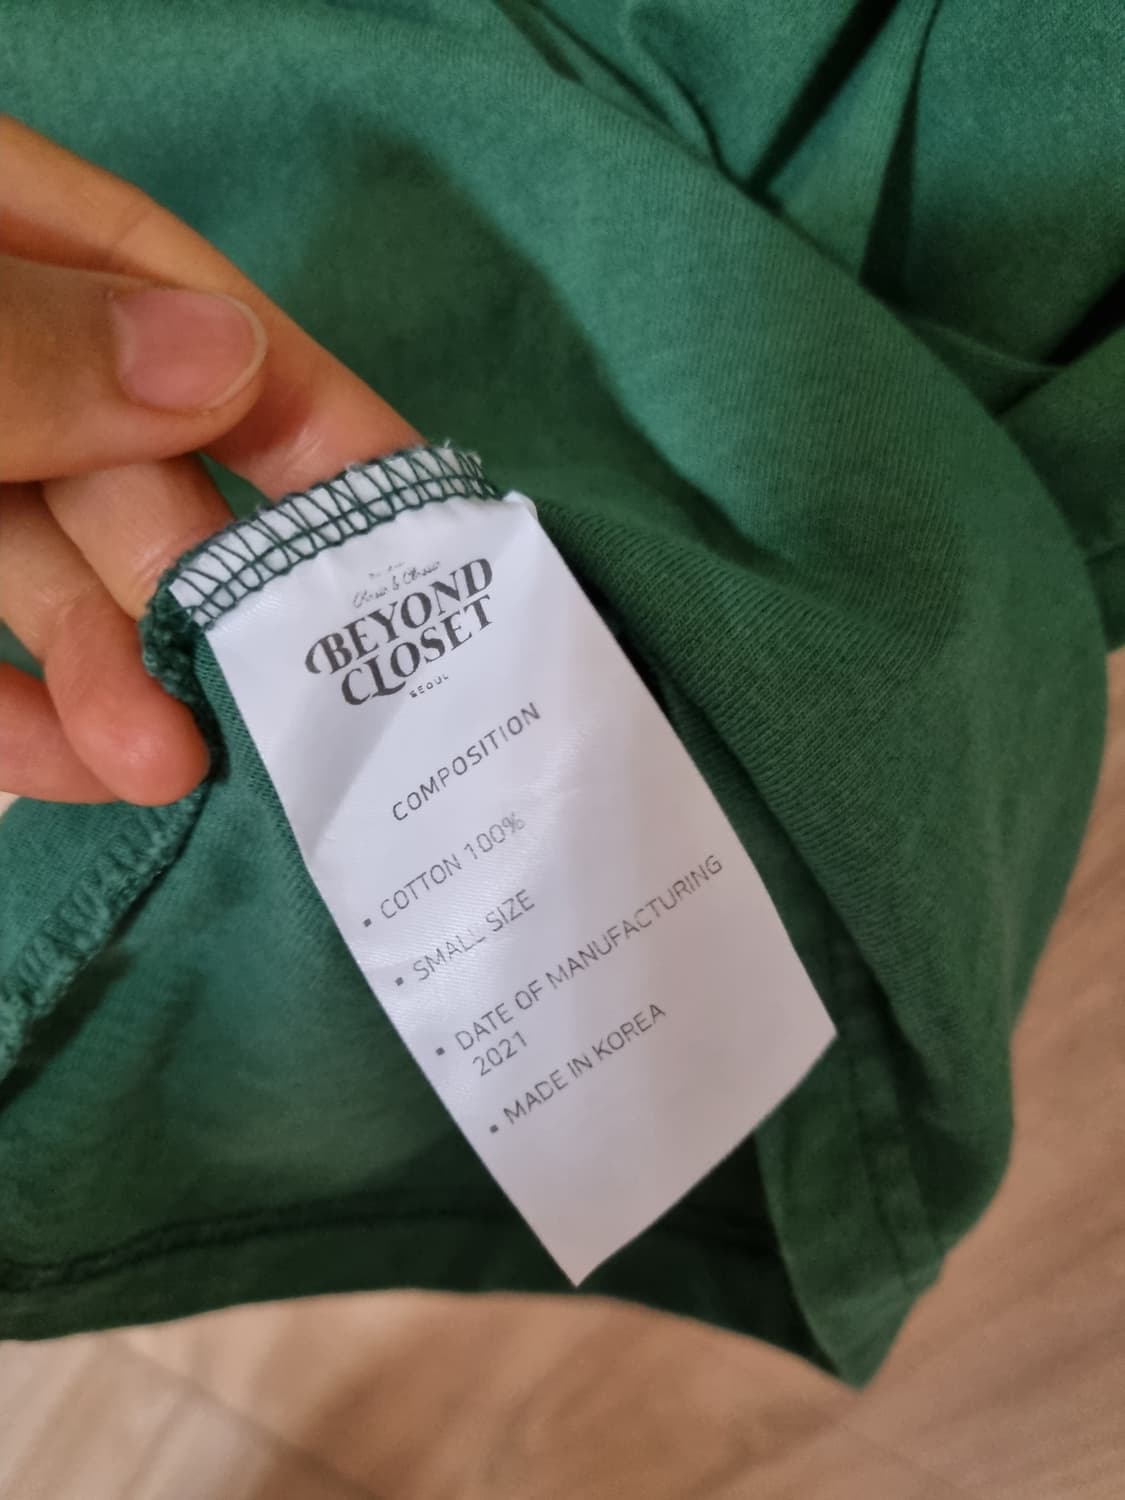 BEYOND
CLOSET
SEOUL
COMPOSITION
▪ COTTON 100%
▪ SMALL SIZE
▪ DATE OF MANUFACTURING
2021
▪ MADE IN KOREA